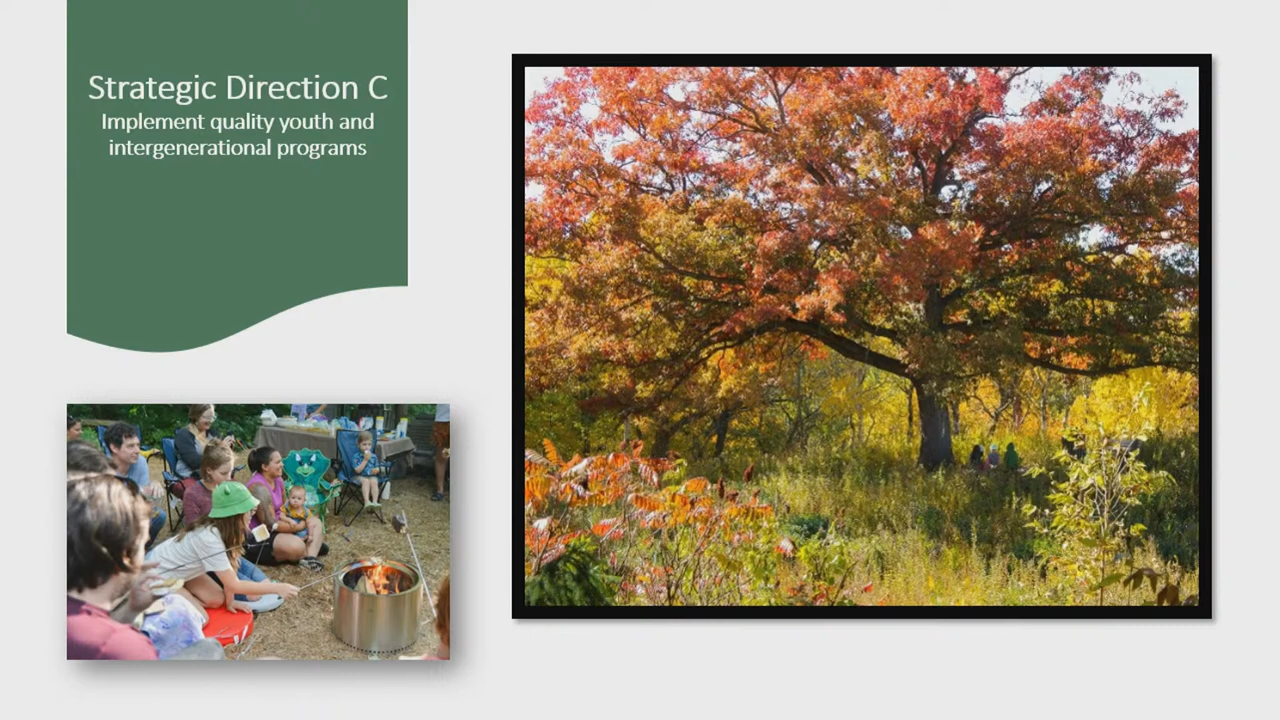 Strategic Direction C
Implement quality youth and
intergenerational programs